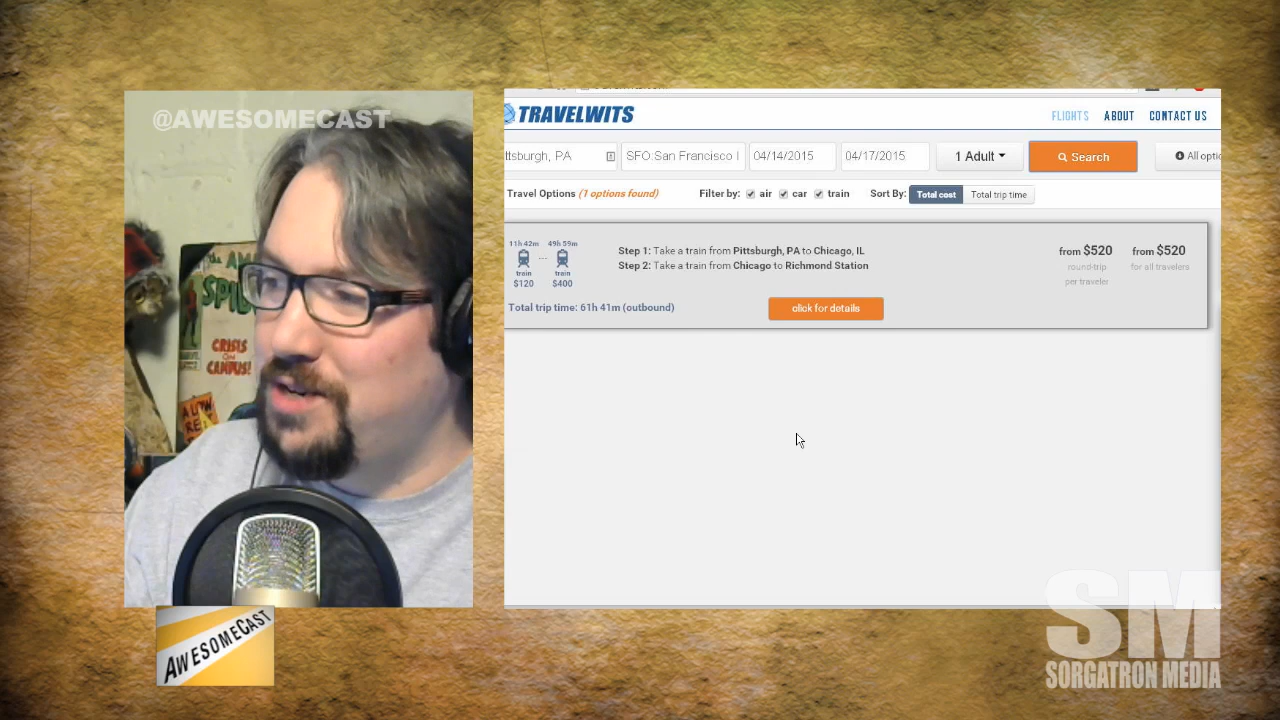 @AWESOMECAST
CRISIS
ON
CAMPUS!
TRAVELWITS
FLIGHTS ABOUT CONTACT US
ttsburgh, PA
SFO:San Francisco I
04/14/2015
04/17/2015
1 Adult
Search
All optio
Travel Options (1 options found)
Filter by: air car train
Sort By: Total cost Total trip time
11h 42m
49h 59m
...
train
train
$120
$400
Step 1: Take a train from Pittsburgh, PA to Chicago, IL
Step 2: Take a train from Chicago to Richmond Station
from $520
round-trip
per traveler
from $520
for all travelers
Total trip time: 61h 41m (outbound)
click for details
AWESOMECAST
SM
SORGATRON MEDIA